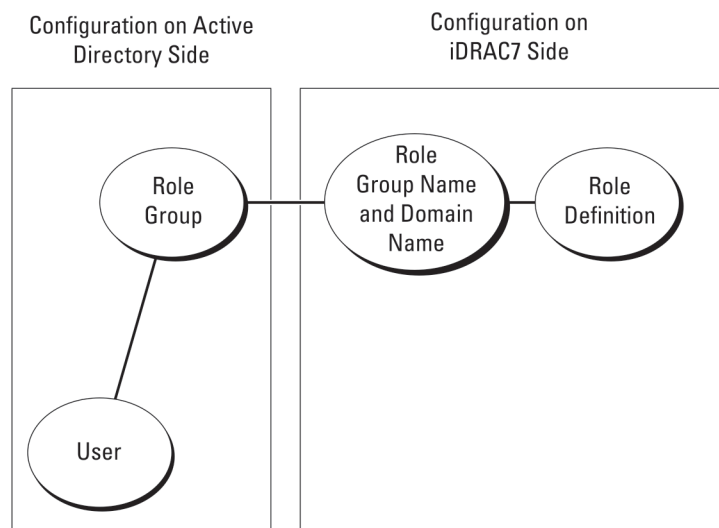 Configuration on Active
Directory Side
Configuration on
iDRAC7 Side
Role
Group
Role
Group Name
and Domain
Name
Role
Definition
User